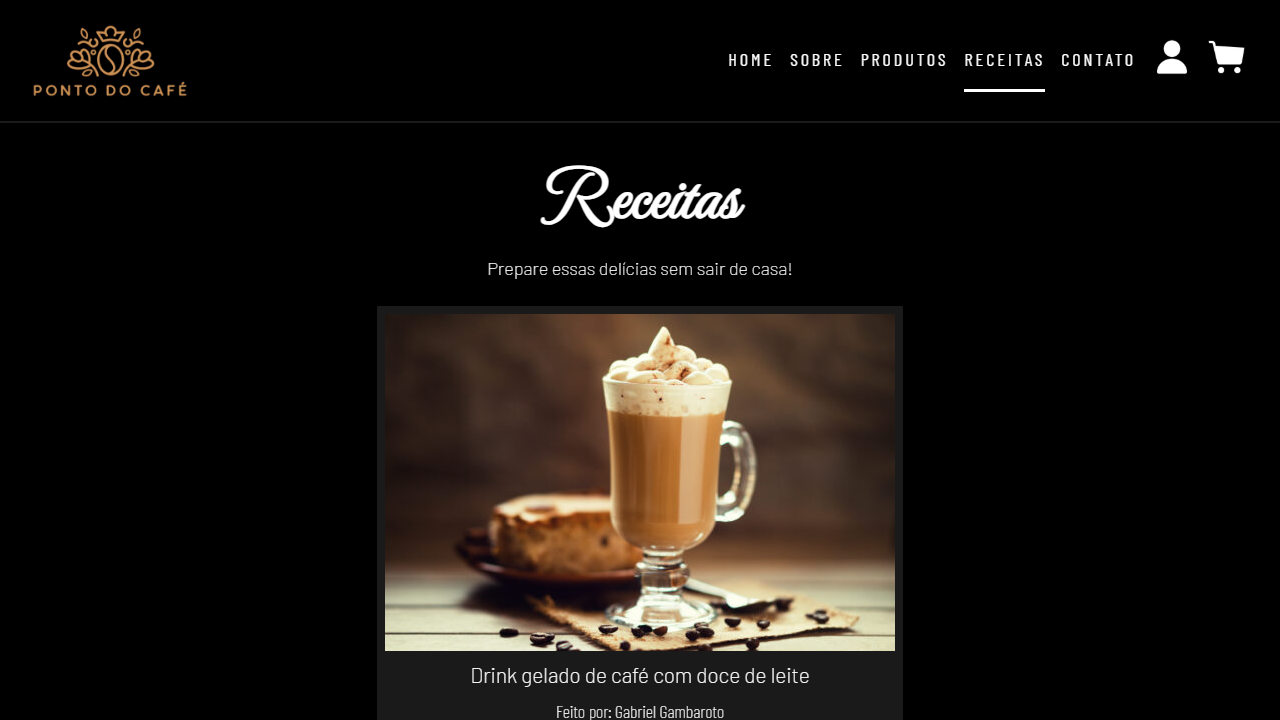 PONTO DO CAFÉ
HOME SOBRE PRODUTOS RECEITAS CONTATO
Receitas
Prepare essas delícias sem sair de casa!
Drink gelado de café com doce de leite
Feito por: Gabriel Gambaroto